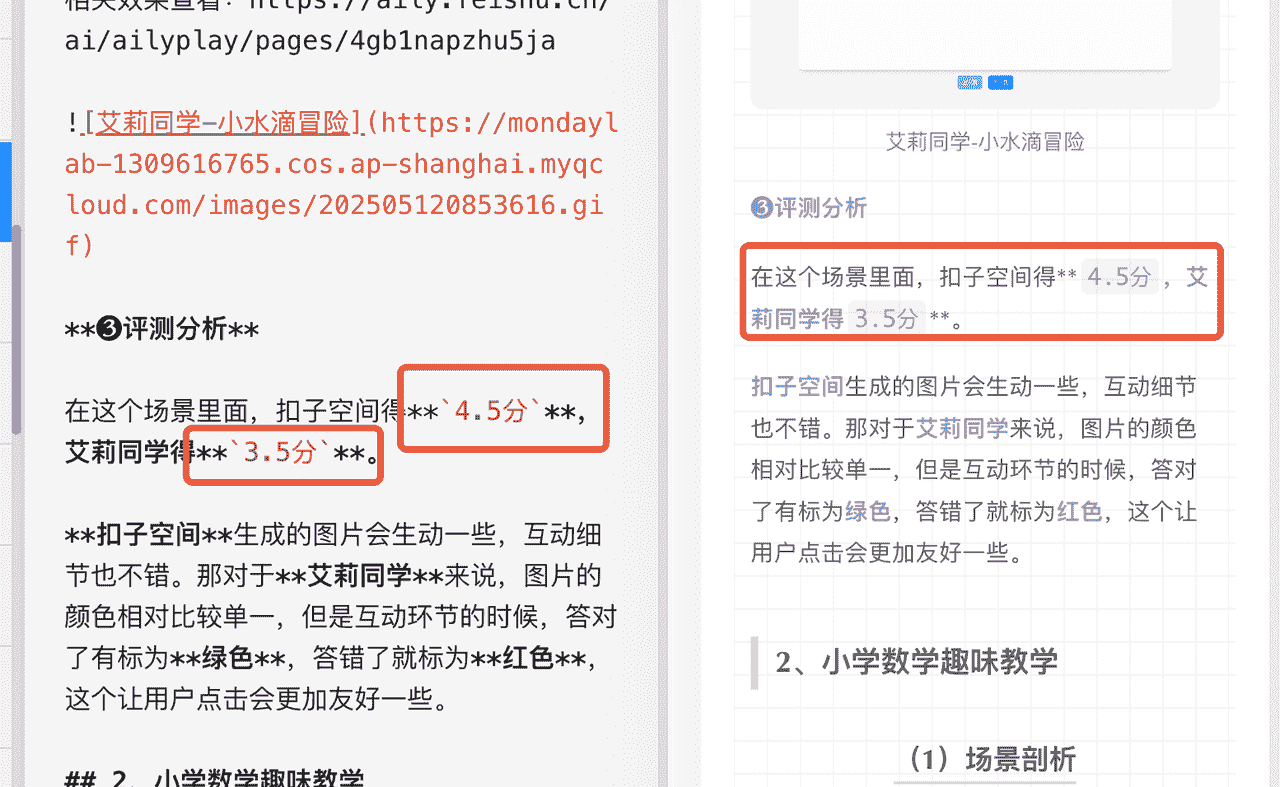 相关效果查看：https://aily.feishu.cn/
ai/ailyplay/pages/4gb1napzhu5ja
![艾莉同学-小水滴冒险](https://mondayl
ab-1309616765.cos.ap-shanghai.myqc
loud.com/images/202505120853616.gi
f)
**❸评测分析**
在这个场景里面，扣子空间得**`4.5分`**，
艾莉同学得**`3.5分`**。
**扣子空间**生成的图片会生动一些，互动细
节也不错。那对于**艾莉同学**来说，图片的
颜色相对比较单一，但是互动环节的时候，答对
了有标为**绿色**，答错了就标为**红色**，
这个让用户点击会更加友好一些。
## 2、小学数学趣味教学
艾莉同学-小水滴冒险
❸评测分析
在这个场景里面，扣子空间得** 4.5分 ，艾
莉同学得 3.5分 **。
扣子空间生成的图片会生动一些，互动细节
也不错。那对于艾莉同学来说，图片的颜色
相对比较单一，但是互动环节的时候，答对
了有标为绿色，答错了就标为红色，这个让
用户点击会更加友好一些。
2、小学数学趣味教学
（1）场景剖析